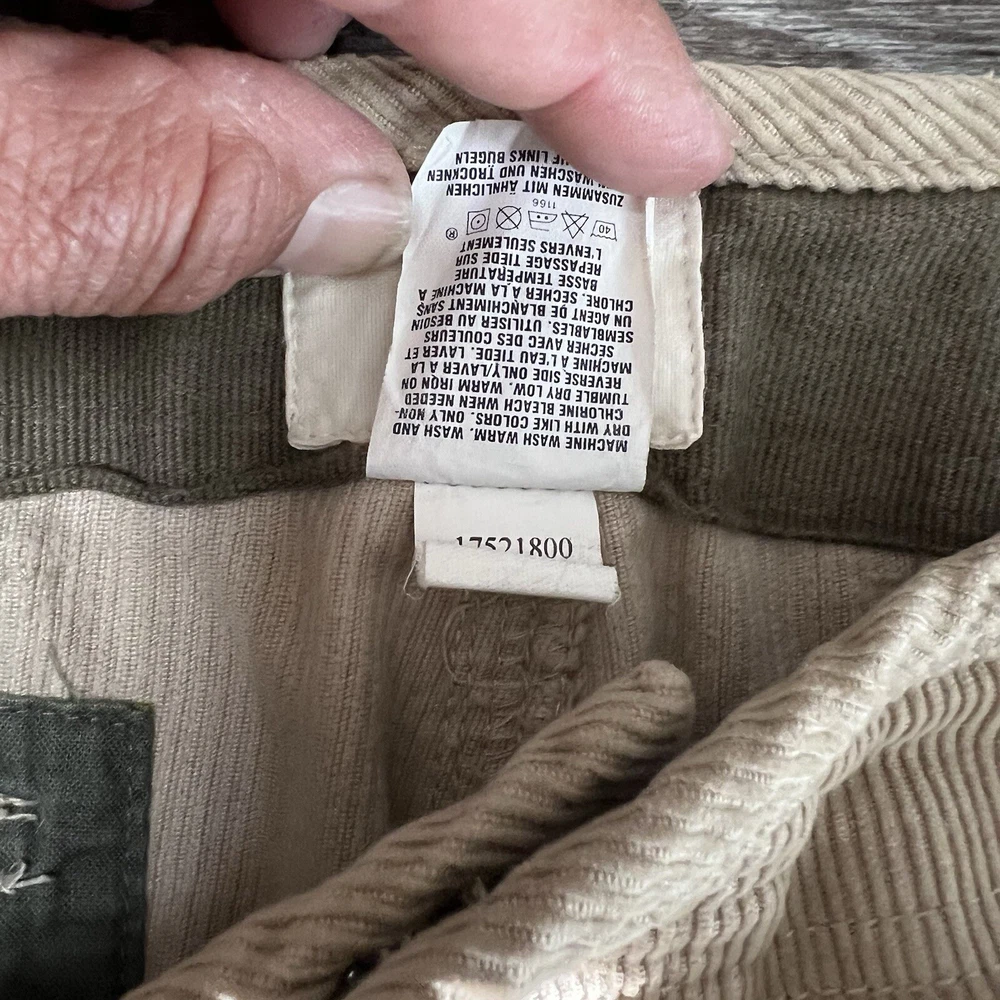 MACHINE WASH WARM. WASH AND
DRY WITH LIKE COLORS. ONLY NON-
CHLORINE BLEACH WHEN NEEDED
TUMBLE DRY LOW. WARM IRON ON
REVERSE SIDE ONLY/LAVER A LA
MACHINE A L'EAU TIEDE. LAVER ET
SECHER AVEC DES COULEURS
SEMBLABLES. UTILISER AU BESOIN
UN AGENT DE BLANCHIMENT SANS
CHLORE. SÉCHER À LA MACHINE A
BASSE TEMPÉRATURE
REPASSAGE TIEDE SUR
L'ENVERS SEULEMENT
®
40
1166
ZUSAMMEN MIT ÄHNLICHEN
WASCHEN UND TROCKNEN
LINKS BÜGELN
17521800